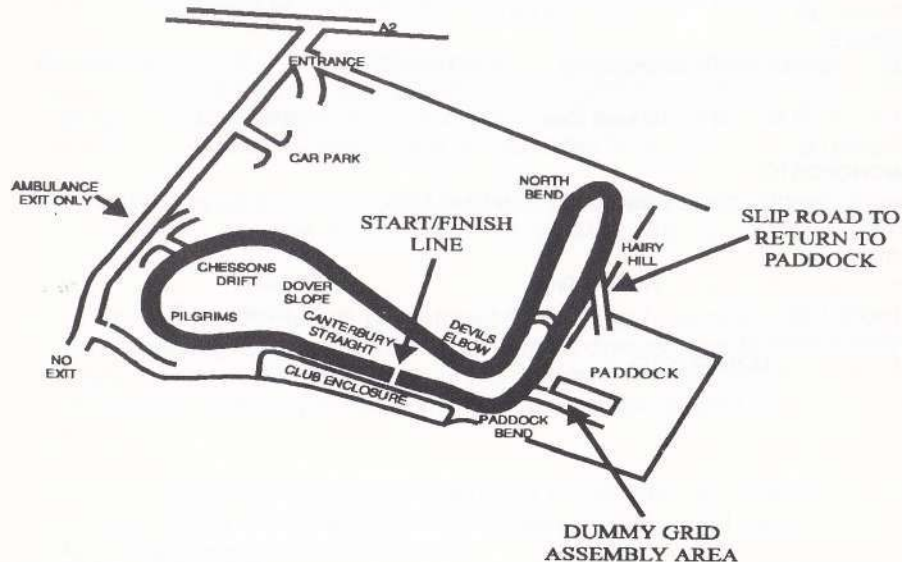 A2
ENTRANCE
CAR PARK
AMBULANCE
EXIT ONLY
NORTH
BEND
START/FINISH
LINE
SLIP ROAD TO
RETURN TO
PADDOCK
HAIRY
HILL
CHESSONS
DRIFT
DOVER
SLOPE
PILGRIMS
CANTERBURY
STRAIGHT
DEVILS
ELBOW
NO
EXIT
CLUB ENCLOSURE
PADDOCK
PADDOCK
BEND
DUMMY GRID
ASSEMBLY AREA